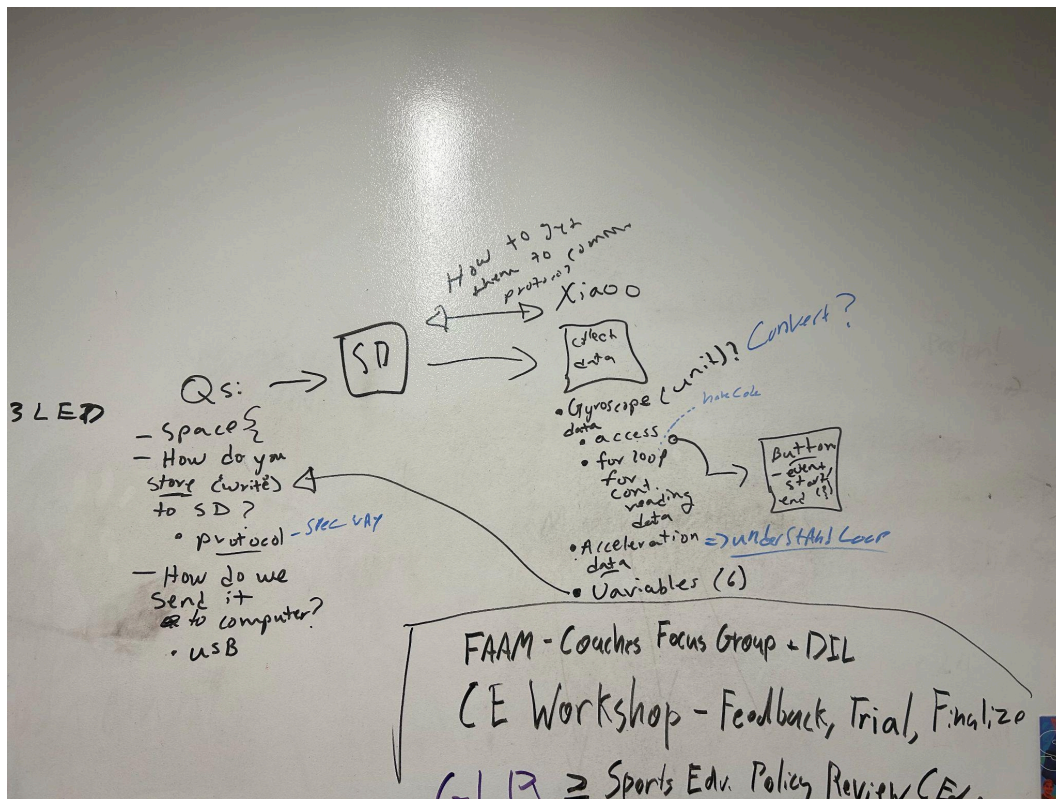 How to get
them to comm
protoro?
Xiaoo
SD
collect
data
Convert?
Qs:
3 LED
- Space {
- How do you
store (write)
to SD?
• protocol - SPEC VAY
- How do we
Send it
to computer?
• USB
• Gyroscope (unit)?
data
• access
• for loop
for
cont.
reading
data
Button
- event
start/
end (?)
• Acceleration => understand Loop
data
• Variables (6)
FAAM - Coaches Focus Group + DIL
CE Workshop - Feedback, Trial, Finalize
Sports Edu. Policy Review